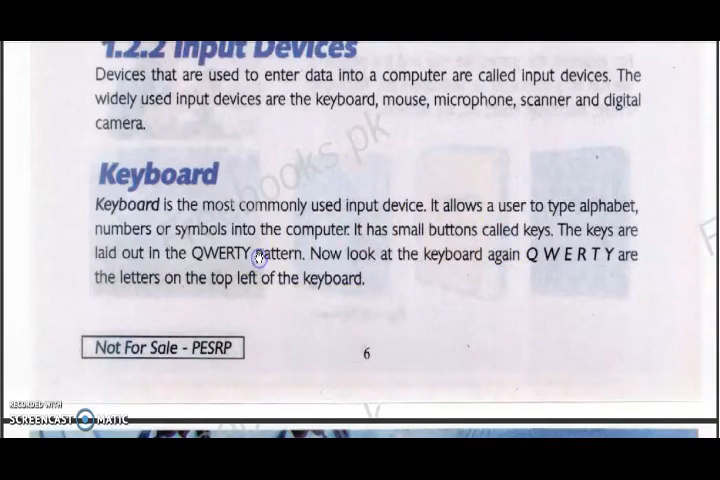 1.2.2 Input Devices
Devices that are used to enter data into a computer are called input devices. The
widely used input devices are the keyboard, mouse, microphone, scanner and digital
camera.
Keyboard
Keyboard is the most commonly used input device. It allows a user to type alphabet,
numbers or symbols into the computer. It has small buttons called keys. The keys are
laid out in the QWERTY pattern. Now look at the keyboard again Q W E R T Y are
the letters on the top left of the keyboard.
Not For Sale - PESRP
6
RECORDED WITH
SCREENCAST MATIC